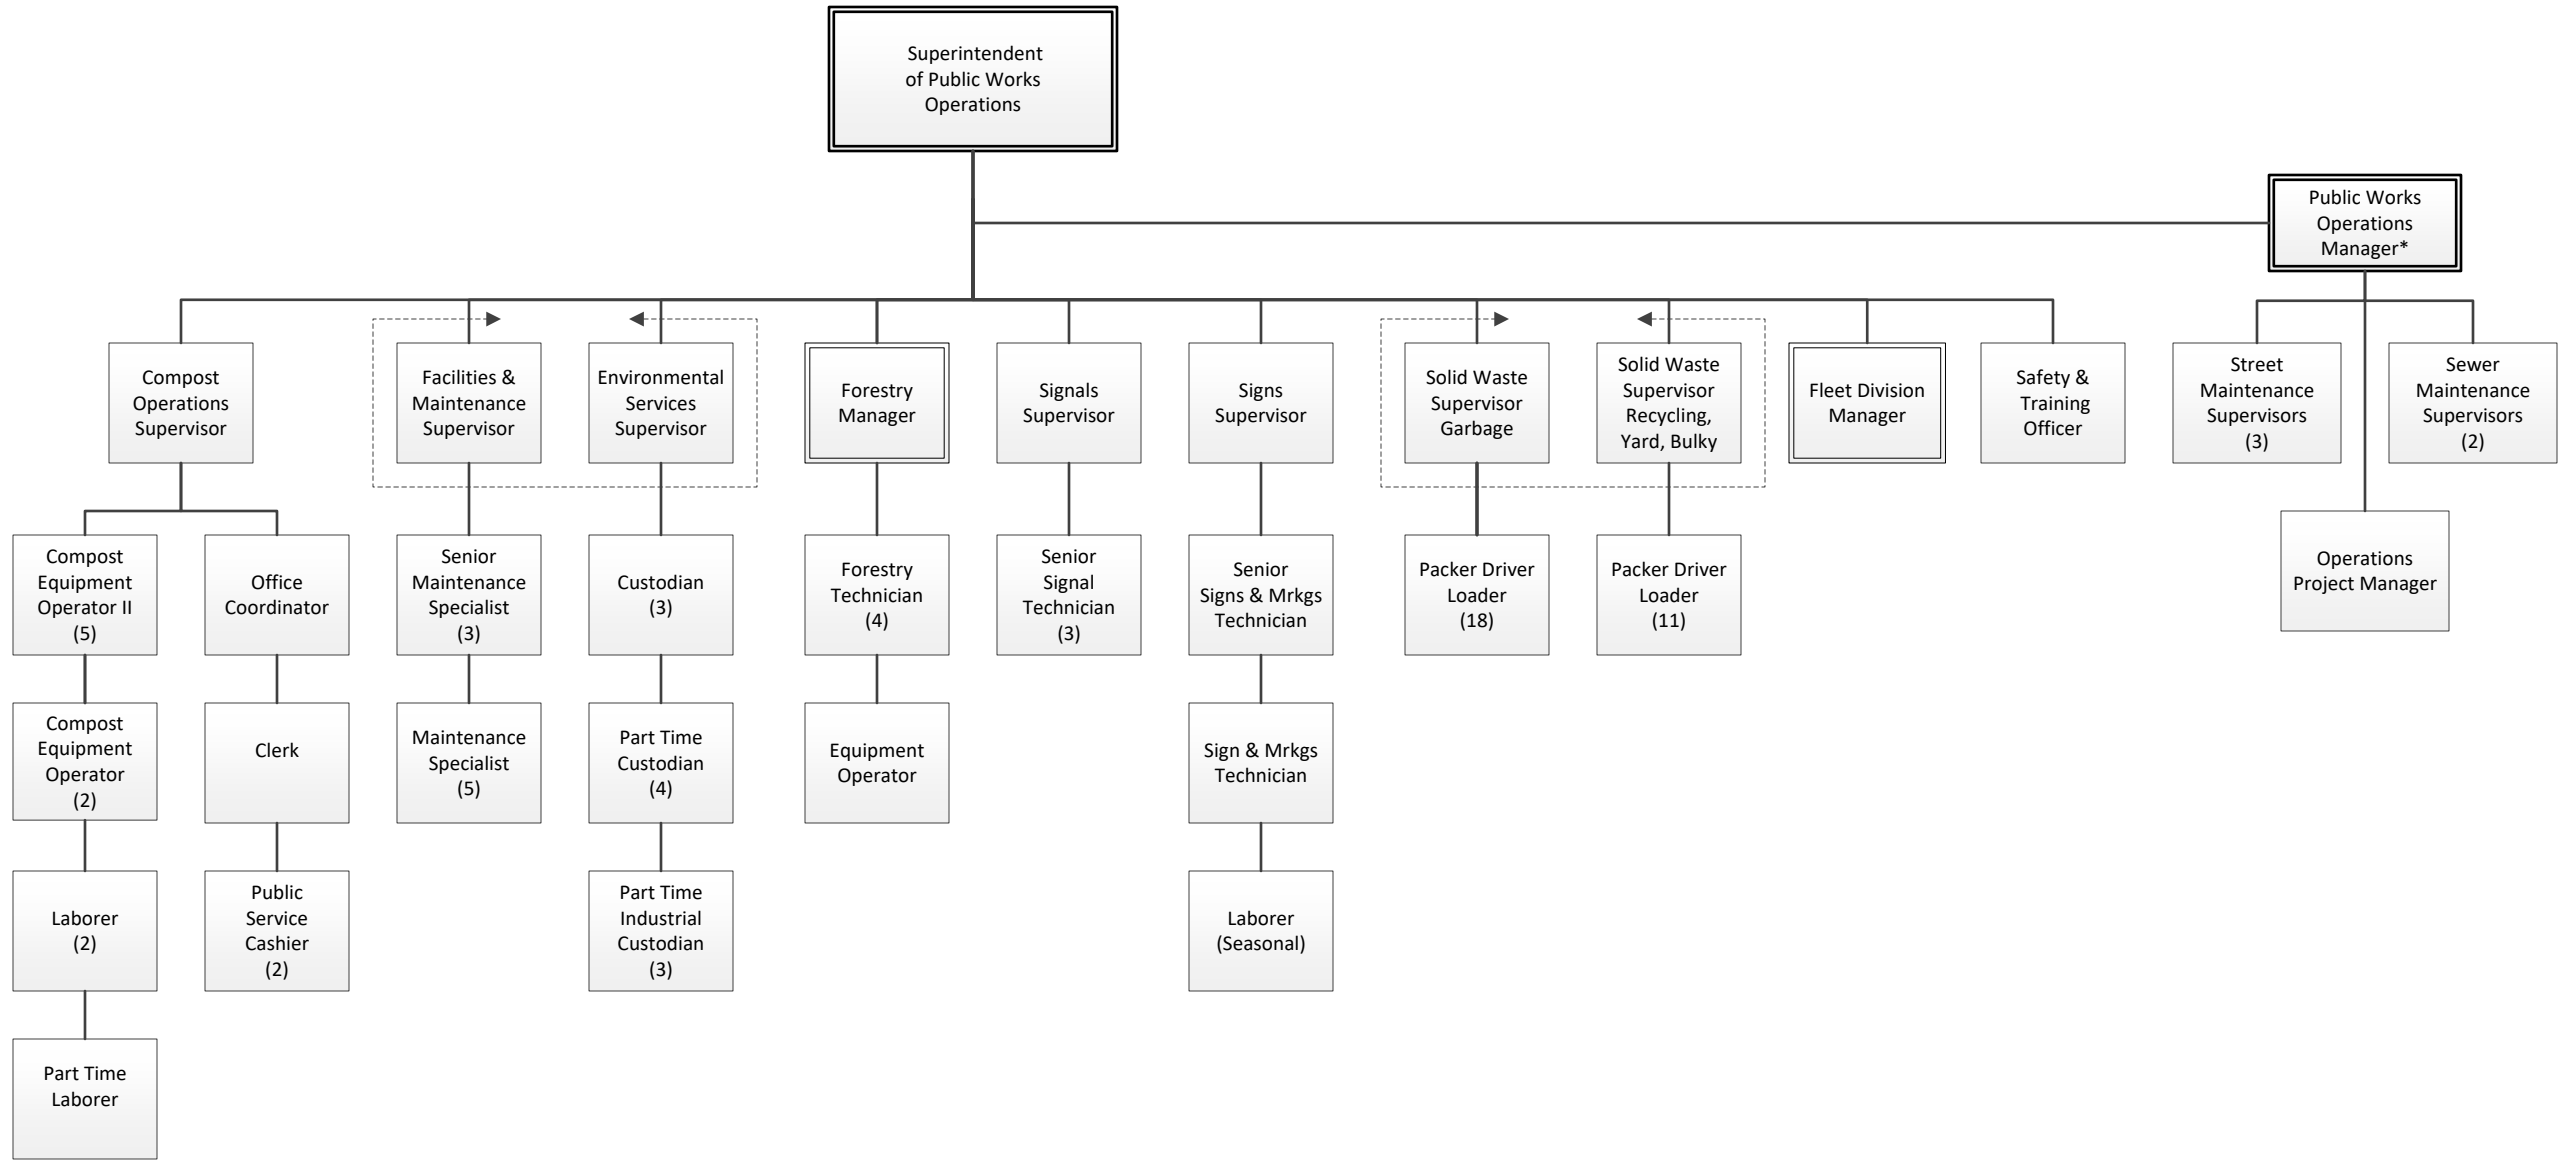 Superintendent
of Public Works
Operations
Public Works
Operations
Manager*
Compost
Operations
Supervisor
Facilities &
Maintenance
Supervisor
Environmental
Services
Supervisor
Forestry
Manager
Signals
Supervisor
Signs
Supervisor
Solid Waste
Supervisor
Garbage
Solid Waste
Supervisor
Recycling,
Yard, Bulky
Fleet Division
Manager
Safety &
Training
Officer
Street
Maintenance
Supervisors
(3)
Sewer
Maintenance
Supervisors
(2)
Compost
Equipment
Operator II
(5)
Office
Coordinator
Senior
Maintenance
Specialist
(3)
Custodian
(3)
Forestry
Technician
(4)
Senior
Signal
Technician
(3)
Senior
Signs & Mrkgs
Technician
Packer Driver
Loader
(18)
Packer Driver
Loader
(11)
Operations
Project Manager
Compost
Equipment
Operator
(2)
Clerk
Maintenance
Specialist
(5)
Part Time
Custodian
(4)
Equipment
Operator
Sign & Mrkgs
Technician
Laborer
(2)
Public
Service
Cashier
(2)
Part Time
Industrial
Custodian
(3)
Laborer
(Seasonal)
Part Time
Laborer